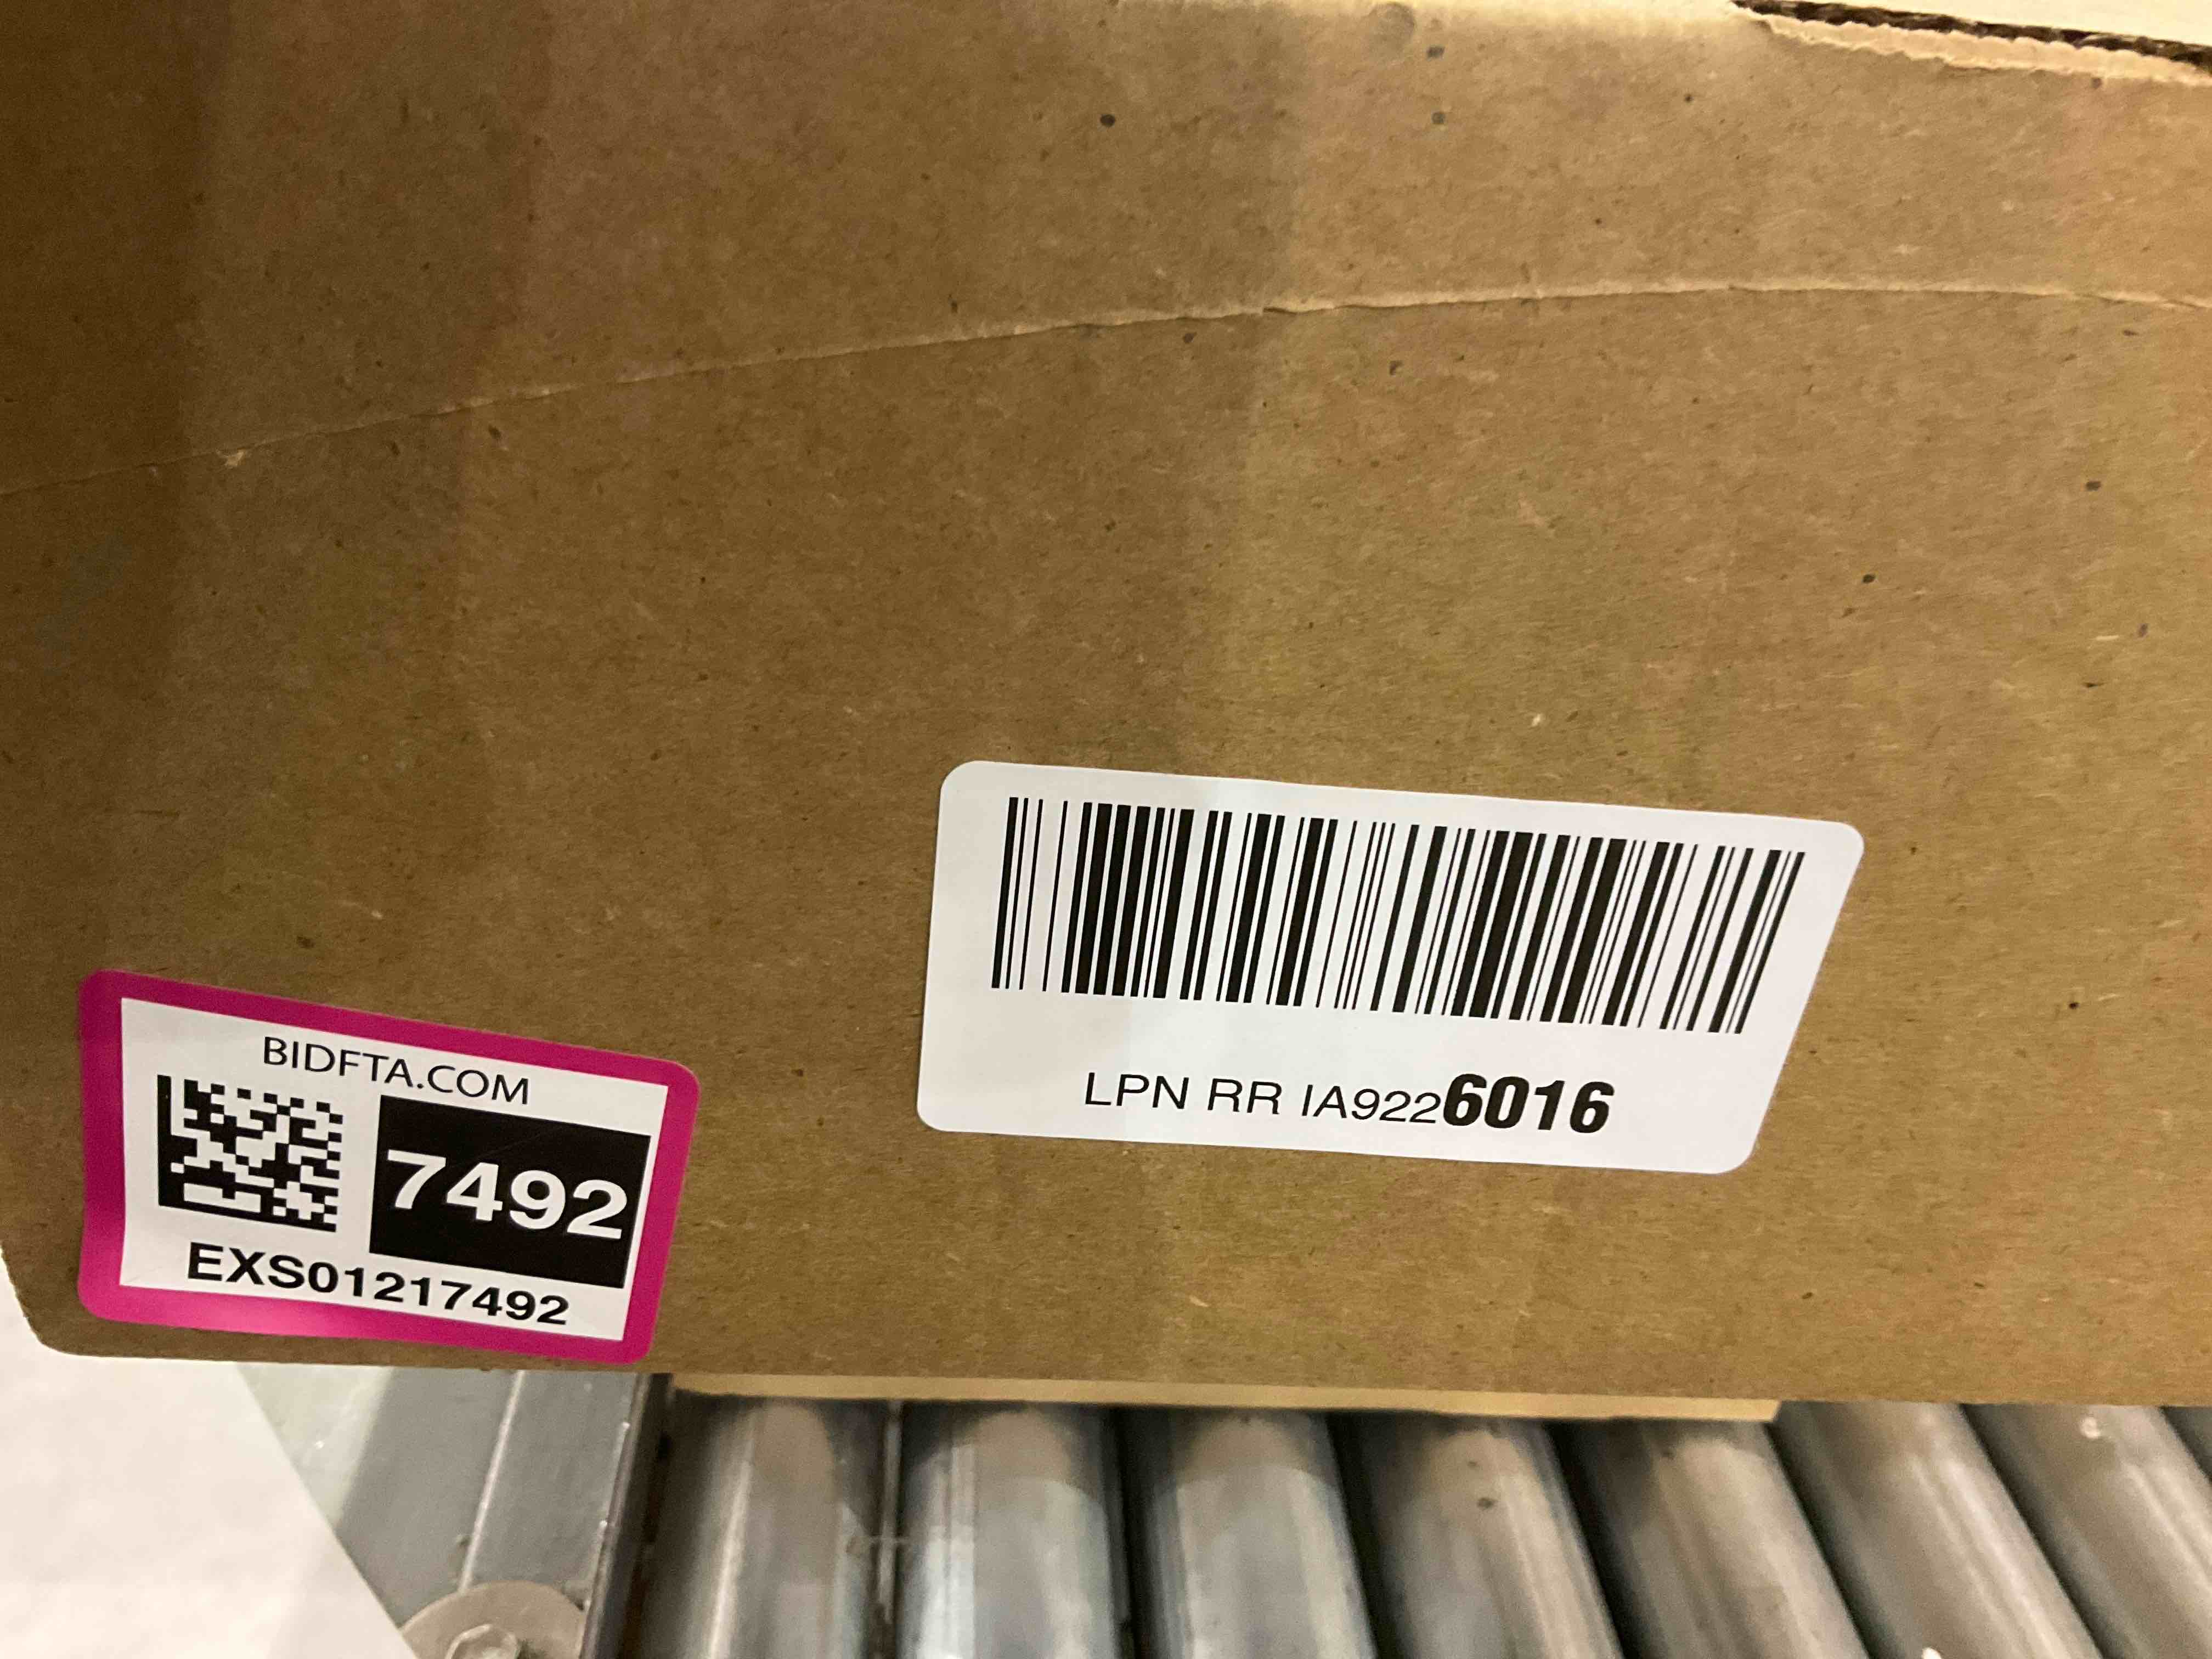 BIDFTA.COM
7492
EXS01217492
LPN RR IA9226016